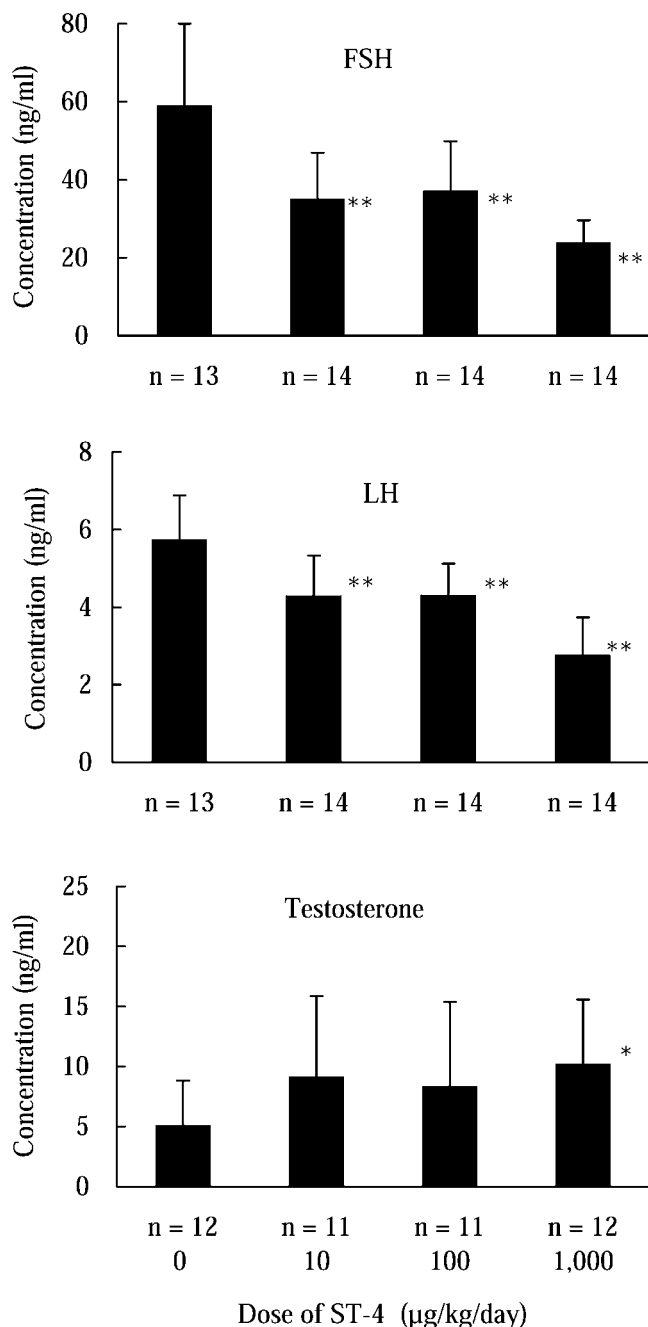 FSH
Concentration (ng/ml)
80
60
40
20
0
**
**
**
n = 13 n = 14 n = 14 n = 14
LH
Concentration (ng/ml)
8
6
4
2
0
**
**
**
n = 13 n = 14 n = 14 n = 14
Testosterone
Concentration (ng/ml)
25
20
15
10
5
0
*
n = 12 n = 11 n = 11 n = 12
0 10 100 1,000
Dose of ST-4 (μg/kg/day)